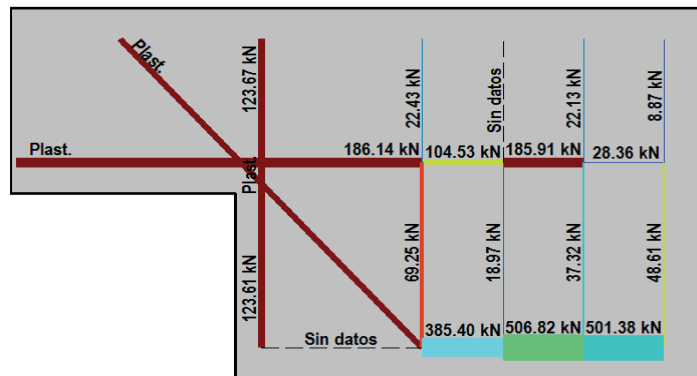 Plast.
123.67 kN
22.43 kN
Sin datos
22.13 kN
8.87 kN
Plast.
186.14 kN
104.53 kN
185.91 kN
28.36 kN
Plast.
123.61 kN
69.25 kN
18.97 kN
37.32 kN
48.61 kN
Sin datos
385.40 kN
506.82 kN
501.38 kN